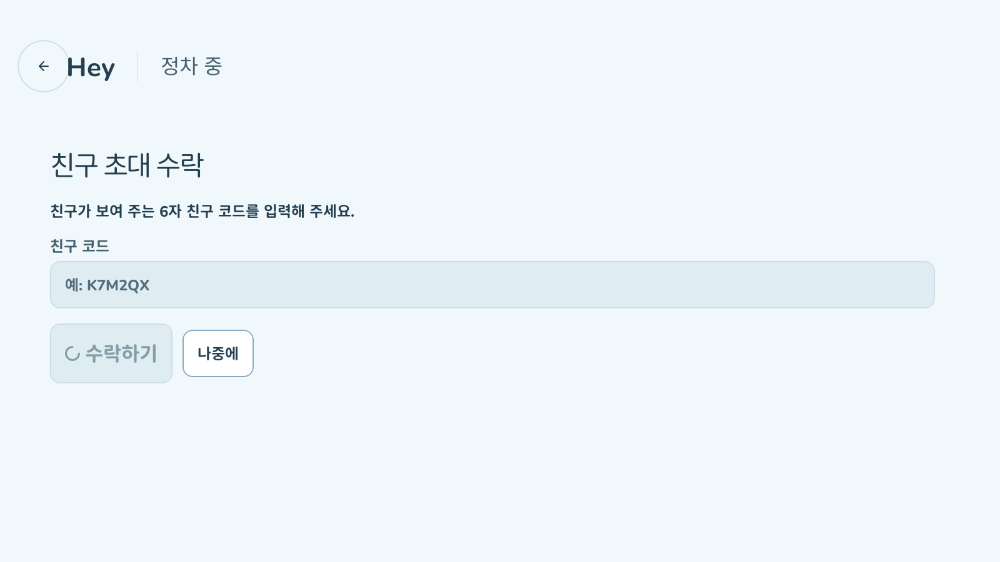 Hey 정차 중
친구 초대 수락
친구가 보여 주는 6자 친구 코드를 입력해 주세요.
친구 코드
예: K7M2QX
수락하기 나중에